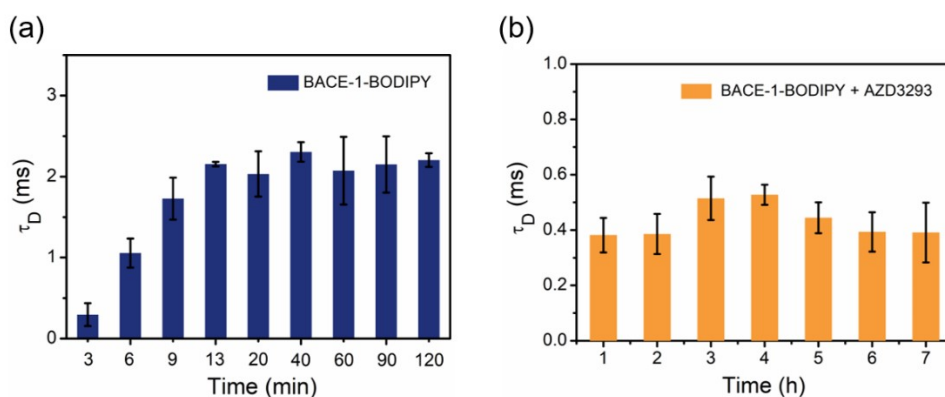 (a)
BACE-1-BODIPY
τD (ms)
3
2
1
0
3 6 9 13 20 40 60 90 120
Time (min)
(b)
BACE-1-BODIPY + AZD3293
τD (ms)
1.0
0.8
0.6
0.4
0.2
0.0
1 2 3 4 5 6 7
Time (h)